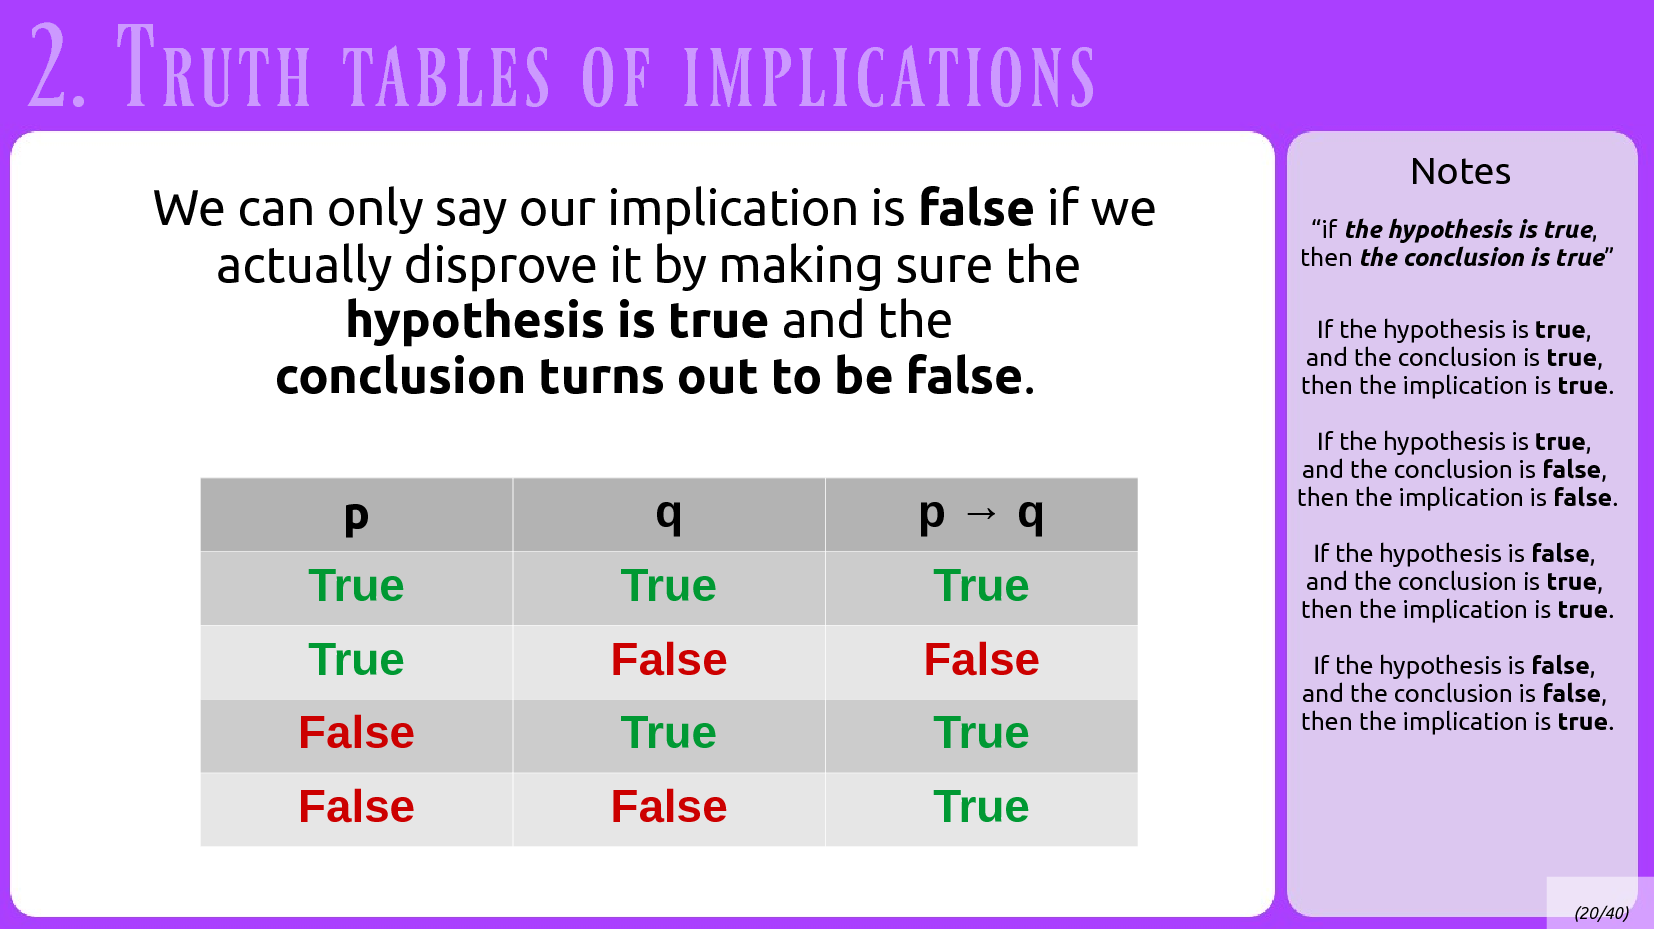 2. Truth tables of implications
We can only say our implication is false if we
actually disprove it by making sure the
hypothesis is true and the
conclusion turns out to be false.
p q p → q
True True True
True False False
False True True
False False True
Notes
“if the hypothesis is true,
then the conclusion is true”
If the hypothesis is true,
and the conclusion is true,
then the implication is true.
If the hypothesis is true,
and the conclusion is false,
then the implication is false.
If the hypothesis is false,
and the conclusion is true,
then the implication is true.
If the hypothesis is false,
and the conclusion is false,
then the implication is true.
(20/40)